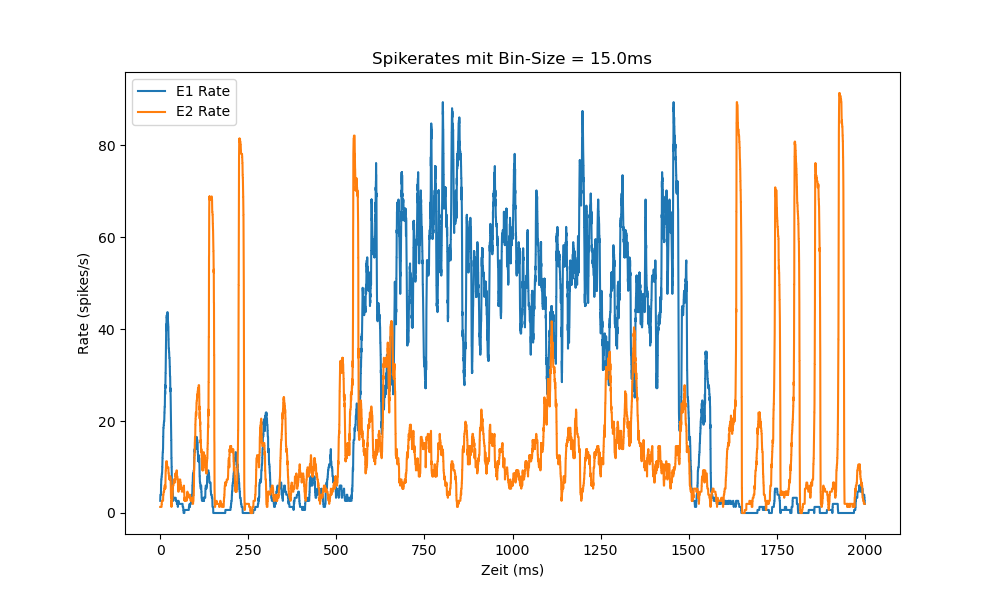 Spikerates mit Bin-Size = 15.0ms
E1 Rate
E2 Rate
80
60
40
20
0
Rate (spikes/s)
0 250 500 750 1000 1250 1500 1750 2000
Zeit (ms)